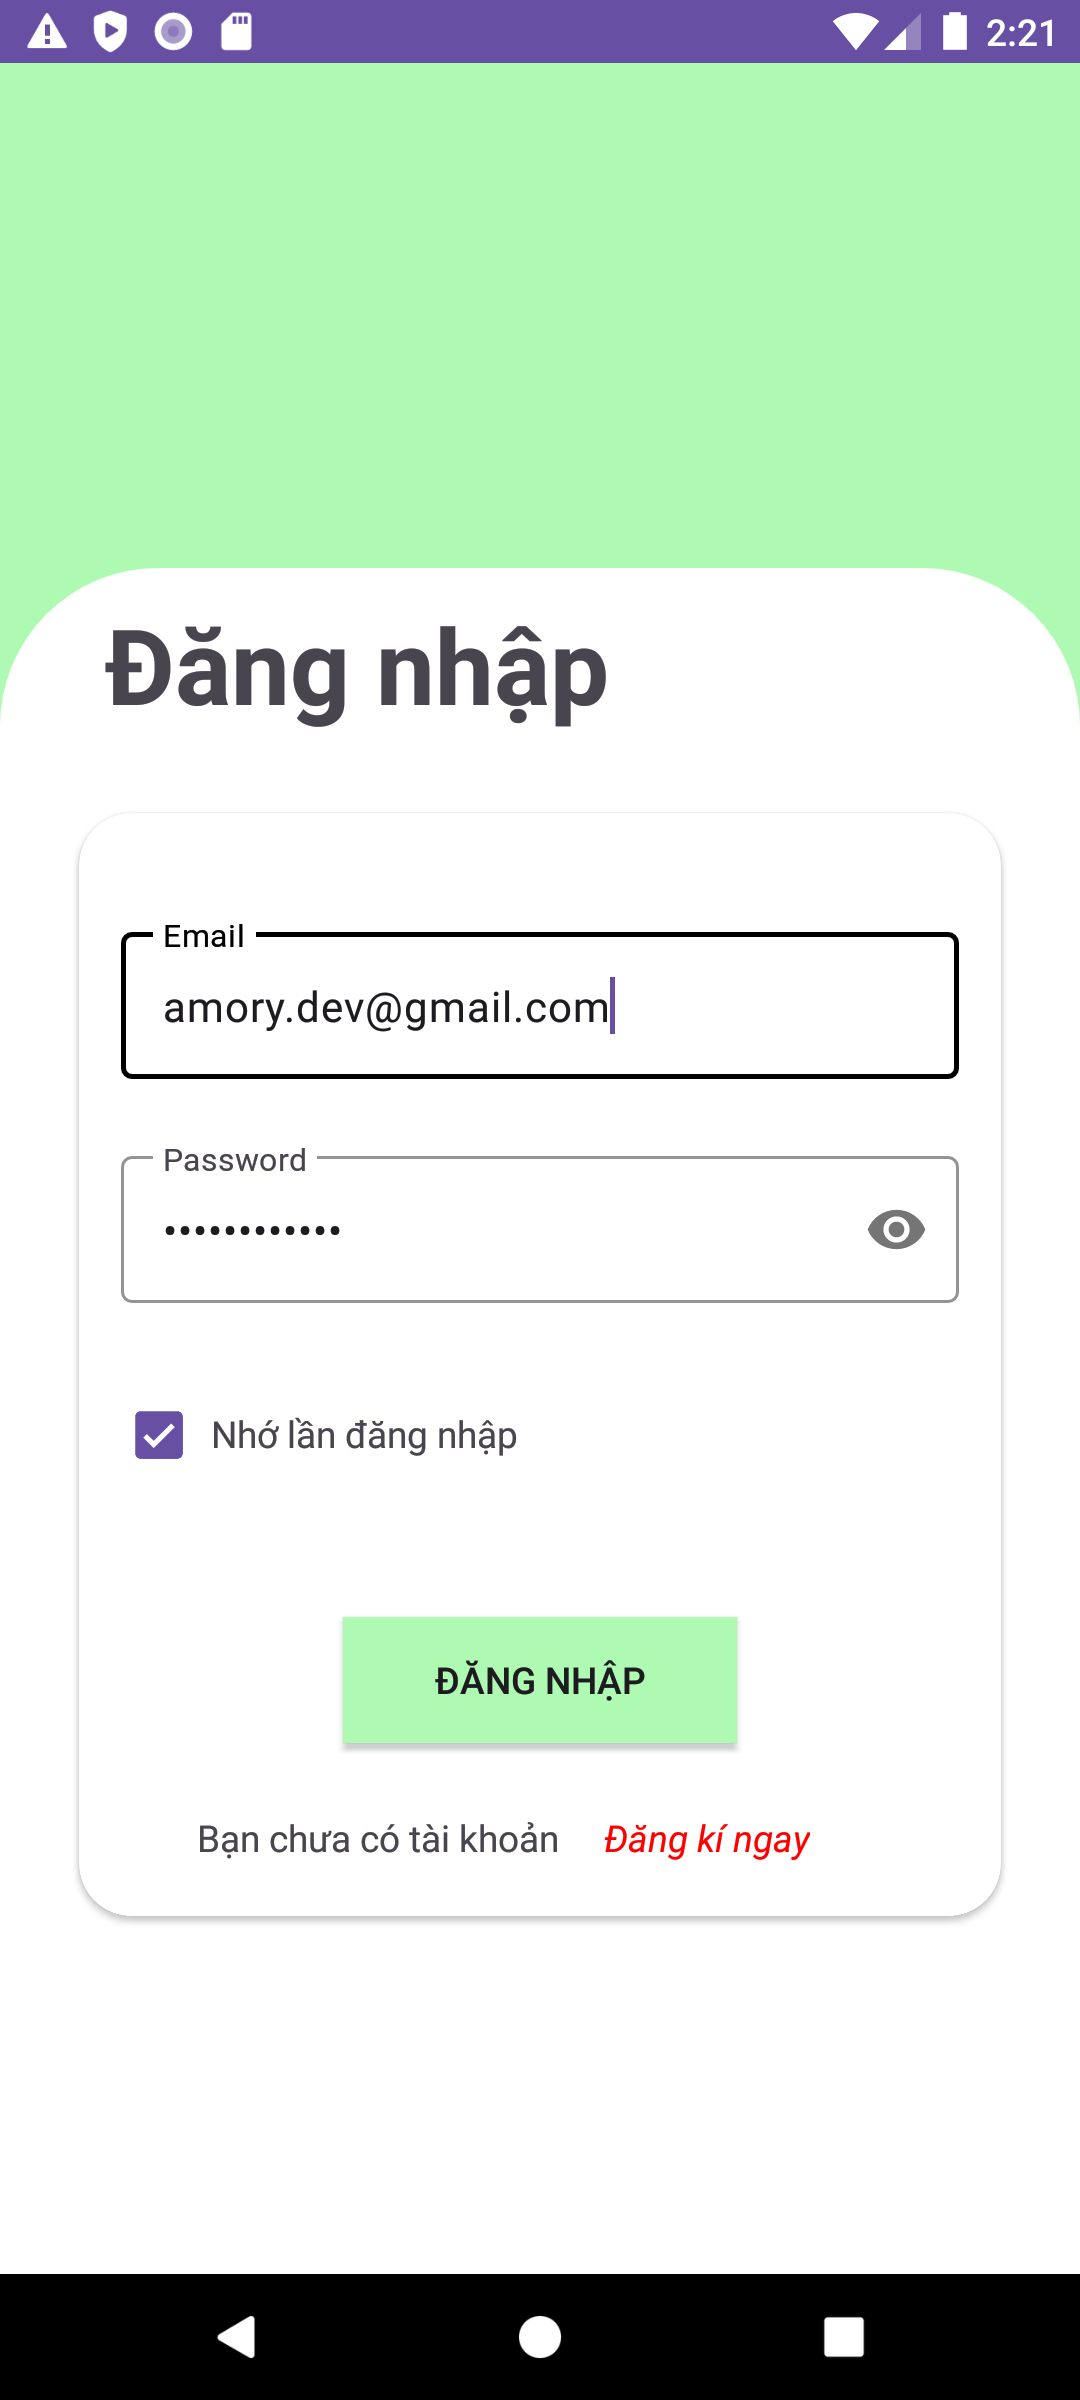 2:21
Đăng nhập
Email
amory.dev@gmail.com
Password
••••••••••••
Nhớ lần đăng nhập
ĐĂNG NHẬP
Bạn chưa có tài khoản Đăng kí ngay